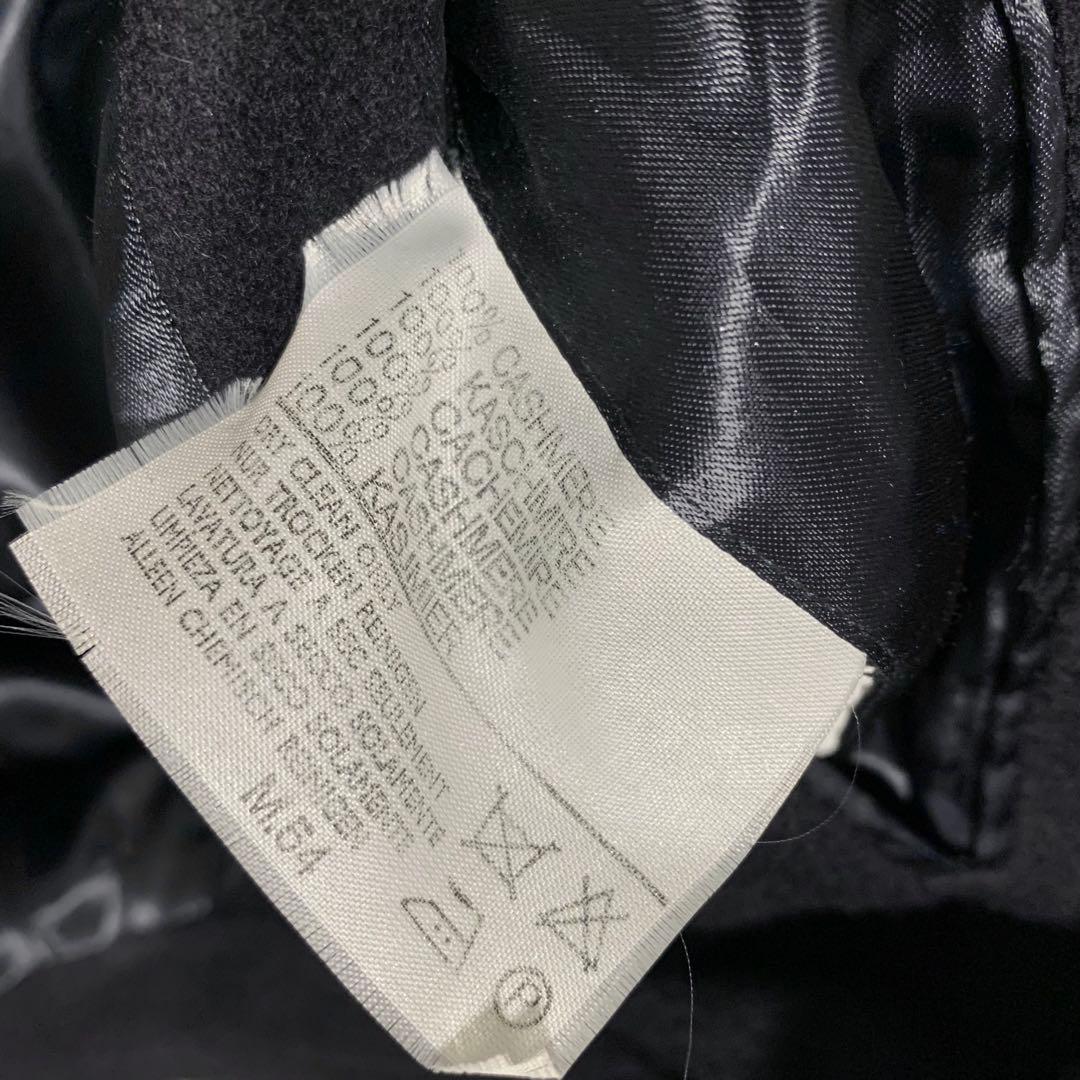 100% CASHMERE
100% KASCHMIR
100% CACHEMIRE
100% CASHMERE
100% KASJMIER
DRY CLEAN ONLY
NUR TROCKEN REINIGEN
NETTOYAGE A SEC SEULEMENT
LAVATURA A SECCO SOLAMENTE
LIMPIEZA EN SECO SOLAMENTE
ALLEEN CHEMISCH REINIGEN
M.64
P